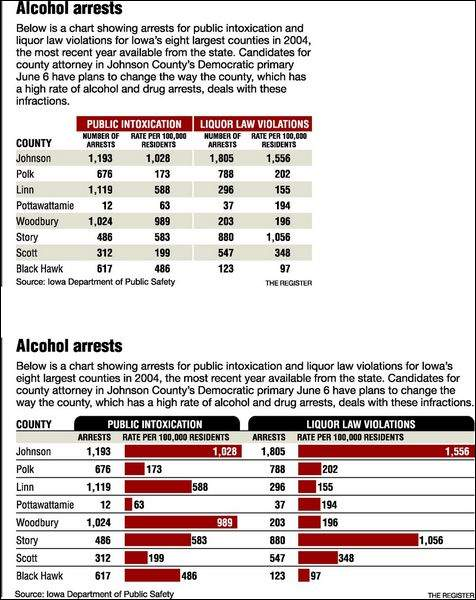 Alcohol arrests
Below is a chart showing arrests for public intoxication and
liquor law violations for Iowa's eight largest counties in 2004,
the most recent year available from the state. Candidates for
county attorney in Johnson County's Democratic primary
June 6 have plans to change the way the county, which has
a high rate of alcohol and drug arrests, deals with these
infractions.
PUBLIC INTOXICATION LIQUOR LAW VIOLATIONS
NUMBER OF RATE PER 100,000 NUMBER OF RATE PER 100,000
COUNTY ARRESTS RESIDENTS ARRESTS RESIDENTS
Johnson 1,193 1,028 1,805 1,556
Polk 676 173 788 202
Linn 1,119 588 296 155
Pottawattamie 12 63 37 194
Woodbury 1,024 989 203 196
Story 486 583 880 1,056
Scott 312 199 547 348
Black Hawk 617 486 123 97
Source: Iowa Department of Public Safety THE REGISTER
Alcohol arrests
Below is a chart showing arrests for public intoxication and liquor law violations for Iowa's
eight largest counties in 2004, the most recent year available from the state. Candidates for
county attorney in Johnson County's Democratic primary June 6 have plans to change the
way the county, which has a high rate of alcohol and drug arrests, deals with these infractions.
COUNTY PUBLIC INTOXICATION LIQUOR LAW VIOLATIONS
ARRESTS RATE PER 100,000 RESIDENTS ARRESTS RATE PER 100,000 RESIDENTS
Johnson 1,193 1,028 1,805 1,556
Polk 676 173 788 202
Linn 1,119 588 296 155
Pottawattamie 12 63 37 194
Woodbury 1,024 989 203 196
Story 486 583 880 1,056
Scott 312 199 547 348
Black Hawk 617 486 123 97
Source: Iowa Department of Public Safety THE REGISTER